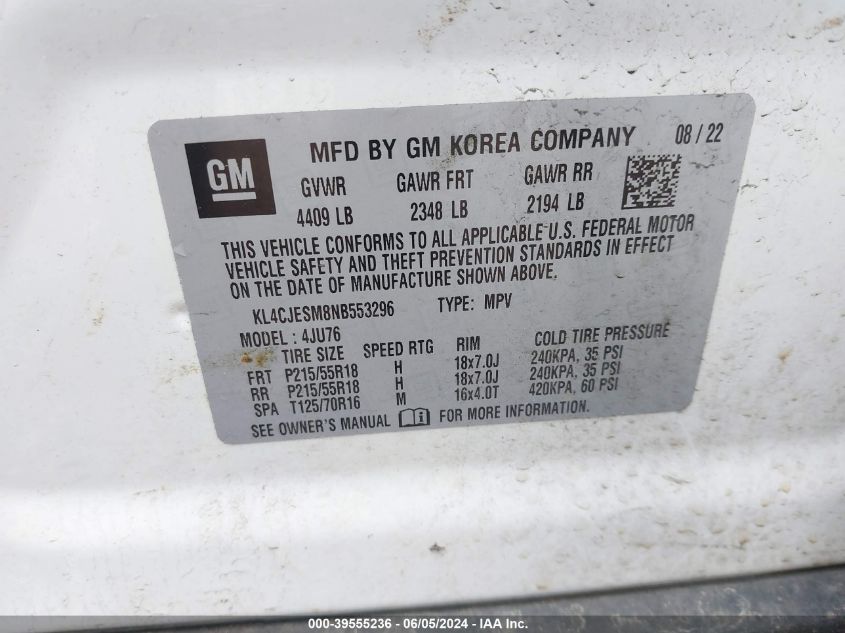 GM
MFD BY GM KOREA COMPANY 08 / 22
GVWR GAWR FRT GAWR RR
4409 LB 2348 LB 2194 LB
THIS VEHICLE CONFORMS TO ALL APPLICABLE U.S. FEDERAL MOTOR
VEHICLE SAFETY AND THEFT PREVENTION STANDARDS IN EFFECT
ON THE DATE OF MANUFACTURE SHOWN ABOVE.
KL4CJESM8NB553296 TYPE: MPV
MODEL : 4JU76
TIRE SIZE SPEED RTG RIM COLD TIRE PRESSURE
FRT P215/55R18 H 18x7.0J 240KPA, 35 PSI
RR P215/55R18 H 18x7.0J 240KPA, 35 PSI
SPA T125/70R16 M 16x4.0T 420KPA, 60 PSI
SEE OWNER'S MANUAL FOR MORE INFORMATION.
000-39555236 - 06/05/2024 - IAA Inc.